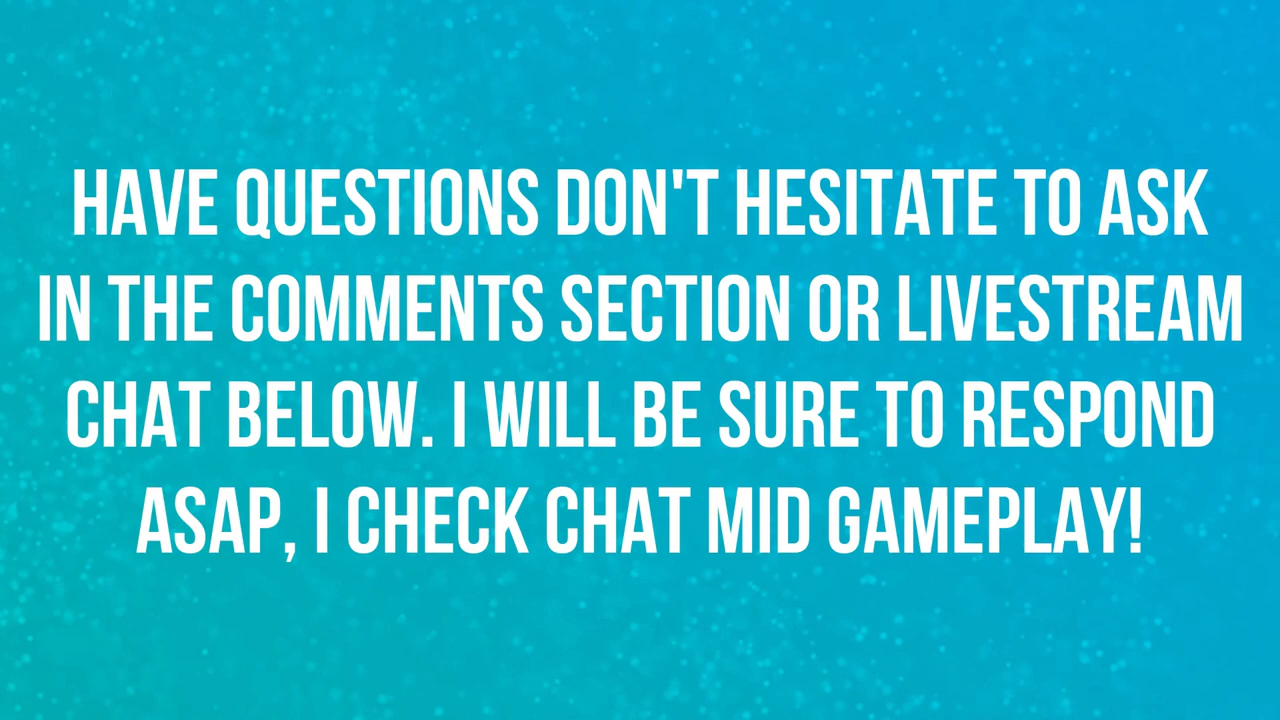 HAVE QUESTIONS DON'T HESITATE TO ASK
IN THE COMMENTS SECTION OR LIVESTREAM
CHAT BELOW. I WILL BE SURE TO RESPOND
ASAP, I CHECK CHAT MID GAMEPLAY!